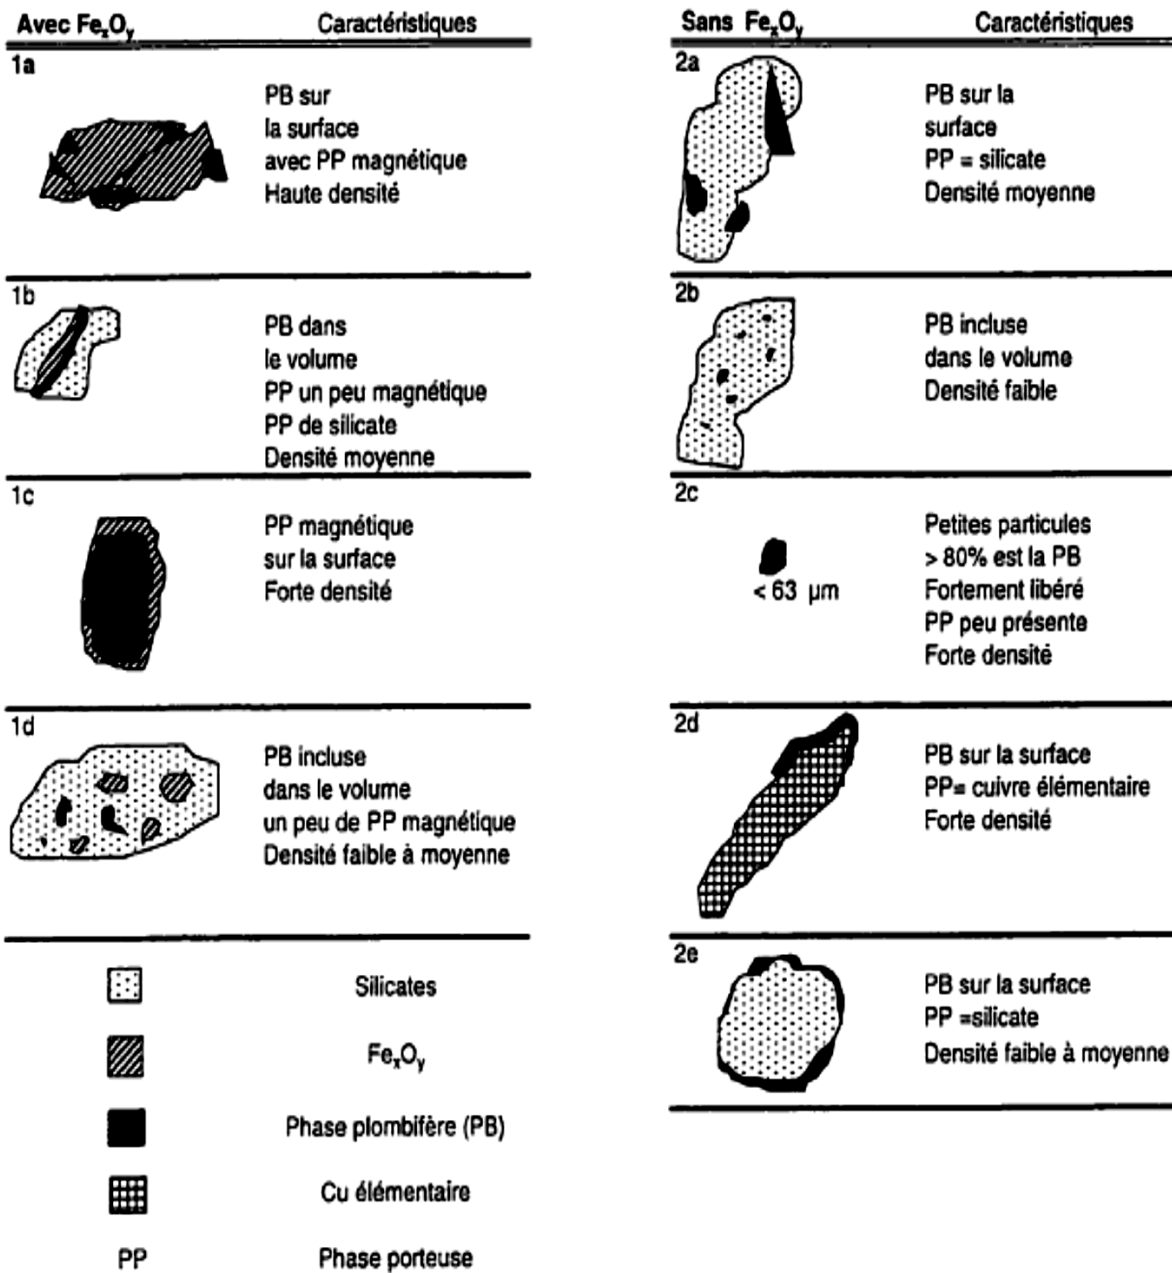 Avec FexOy Caractéristiques
1a
PB sur
la surface
avec PP magnétique
Haute densité
1b
PB dans
le volume
PP un peu magnétique
PP de silicate
Densité moyenne
1c
PP magnétique
sur la surface
Forte densité
1d
PB incluse
dans le volume
un peu de PP magnétique
Densité faible à moyenne
Silicates
FexOy
Phase plombifère (PB)
Cu élémentaire
PP Phase porteuse
Sans FexOy Caractéristiques
2a
PB sur la
surface
PP = silicate
Densité moyenne
2b
PB incluse
dans le volume
Densité faible
2c
< 63 µm
Petites particules
> 80% est la PB
Fortement libéré
PP peu présente
Forte densité
2d
PB sur la surface
PP= cuivre élémentaire
Forte densité
2e
PB sur la surface
PP =silicate
Densité faible à moyenne